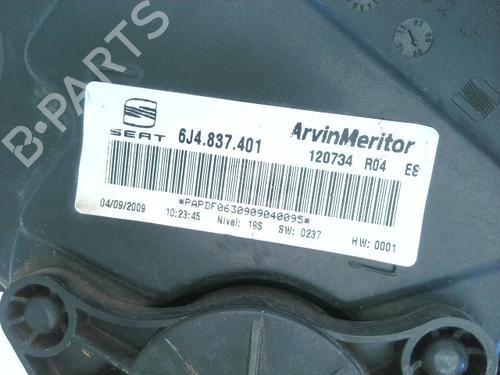 B-PARTS
SEAT
6J4.837.401
ArvinMeritor
120734 R04 ES
*PAPDF0630909040095*
04/09/2009 10:23:45 Nivel: 19S SW: 0237 HW: 0001